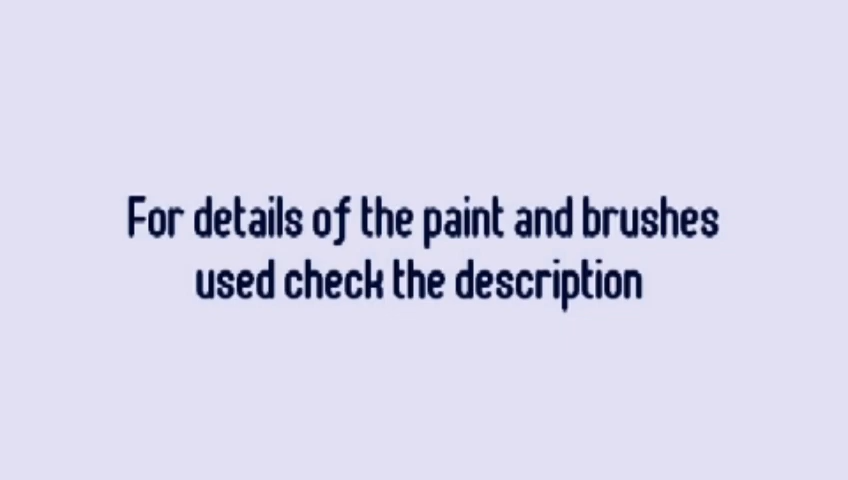 For details of the paint and brushes
used check the description